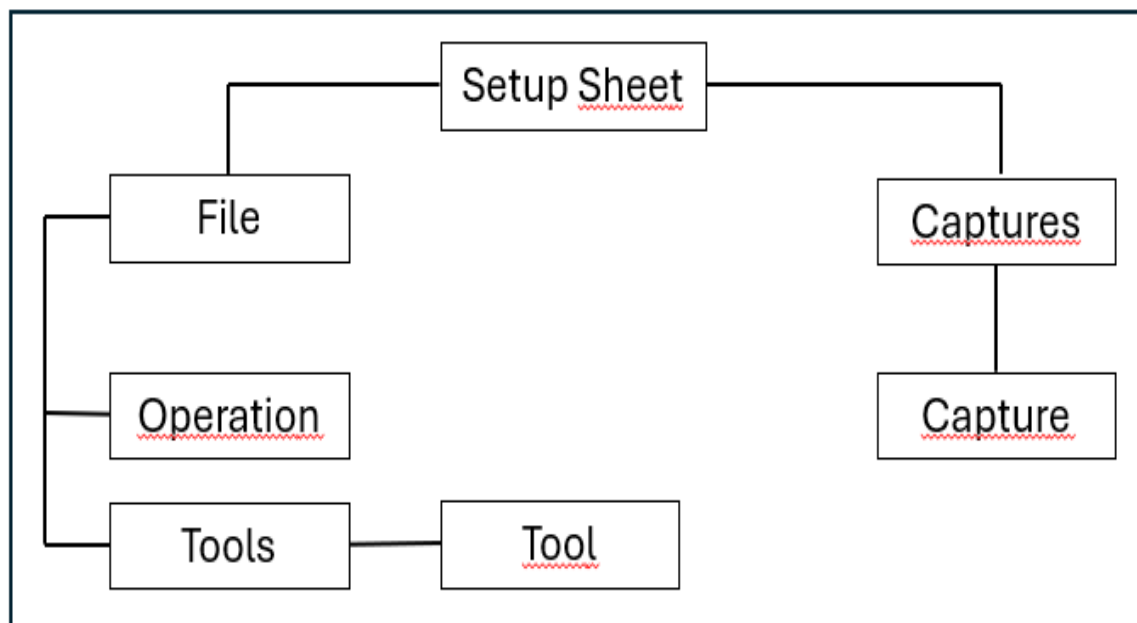 Setup Sheet
File
Captures
Operation
Capture
Tools
Tool